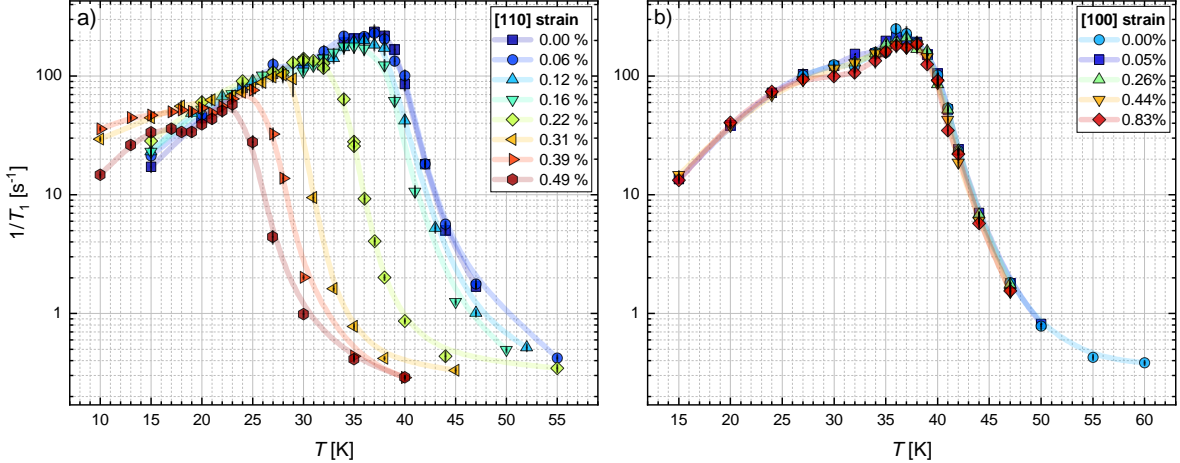 a)
[110] strain
0.00 %
0.06 %
0.12 %
0.16 %
0.22 %
0.31 %
0.39 %
0.49 %
100
10
1
1/T₁ [s⁻¹]
10 15 20 25 30 35 40 45 50 55
T [K]
b)
[100] strain
0.00%
0.05%
0.26%
0.44%
0.83%
100
10
1
15 20 25 30 35 40 45 50 55 60
T [K]